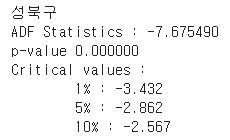 성북구
ADF Statistics : -7.675490
p-value 0.000000
Critical values :
1% : -3.432
5% : -2.862
10% : -2.567